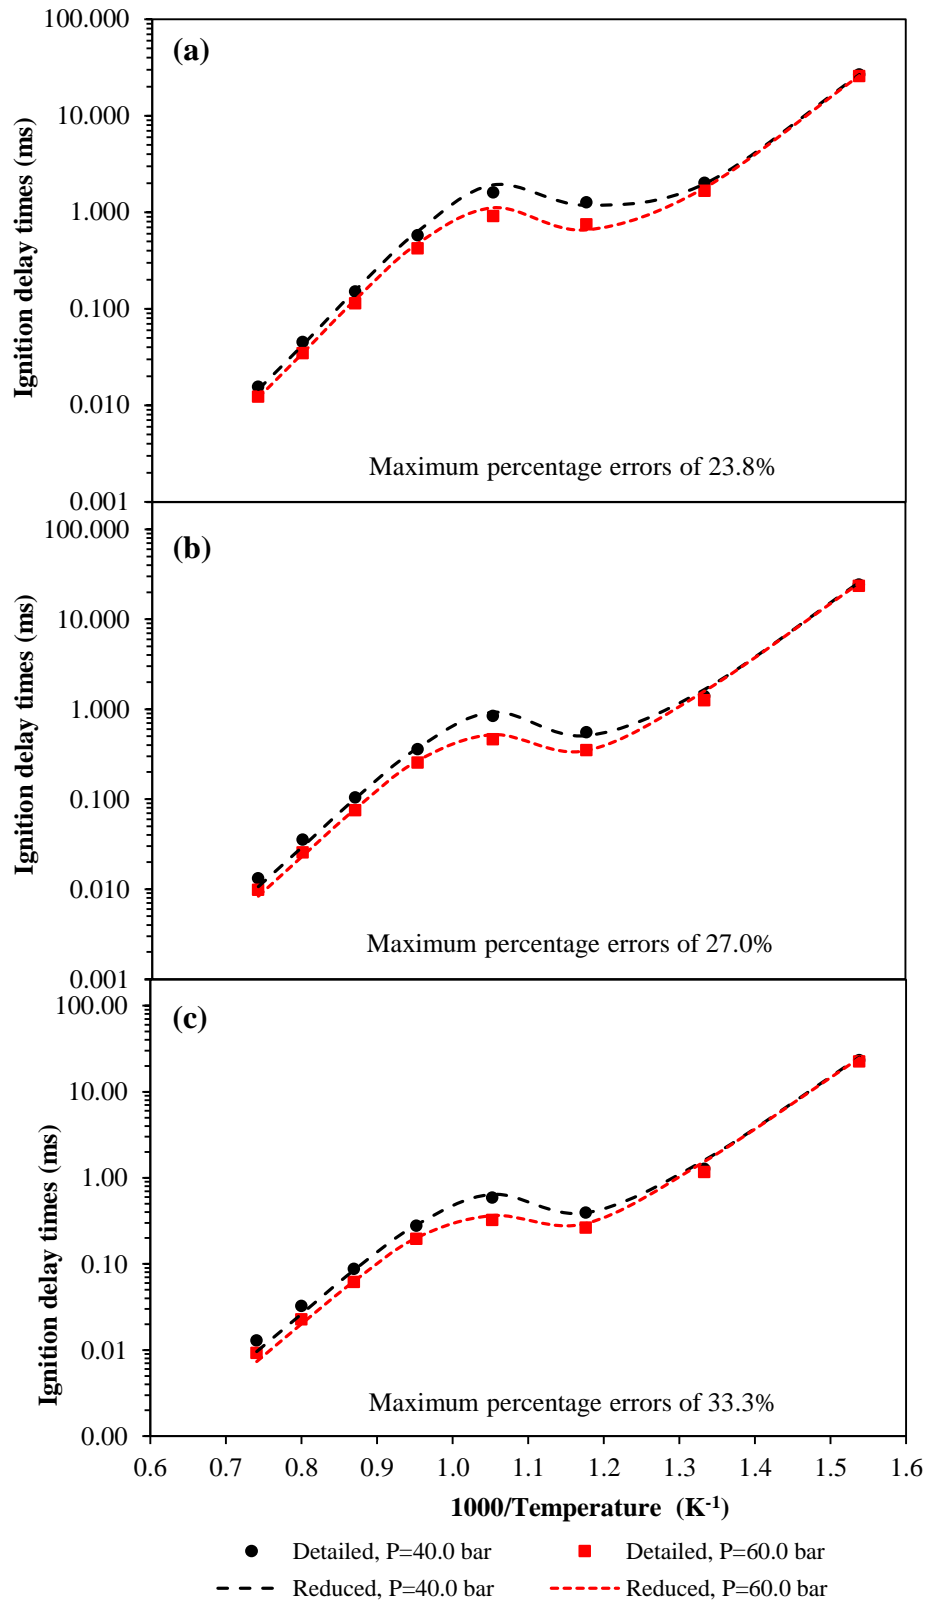 100.000
(a)
10.000
1.000
0.100
0.010
0.001
Ignition delay times (ms)
Maximum percentage errors of 23.8%
100.000
(b)
10.000
1.000
0.100
0.010
0.001
Ignition delay times (ms)
Maximum percentage errors of 27.0%
100.00
(c)
10.00
1.00
0.10
0.01
0.00
Ignition delay times (ms)
Maximum percentage errors of 33.3%
0.6 0.7 0.8 0.9 1.0 1.1 1.2 1.3 1.4 1.5 1.6
1000/Temperature (K⁻¹)
Detailed, P=40.0 bar Detailed, P=60.0 bar
Reduced, P=40.0 bar Reduced, P=60.0 bar